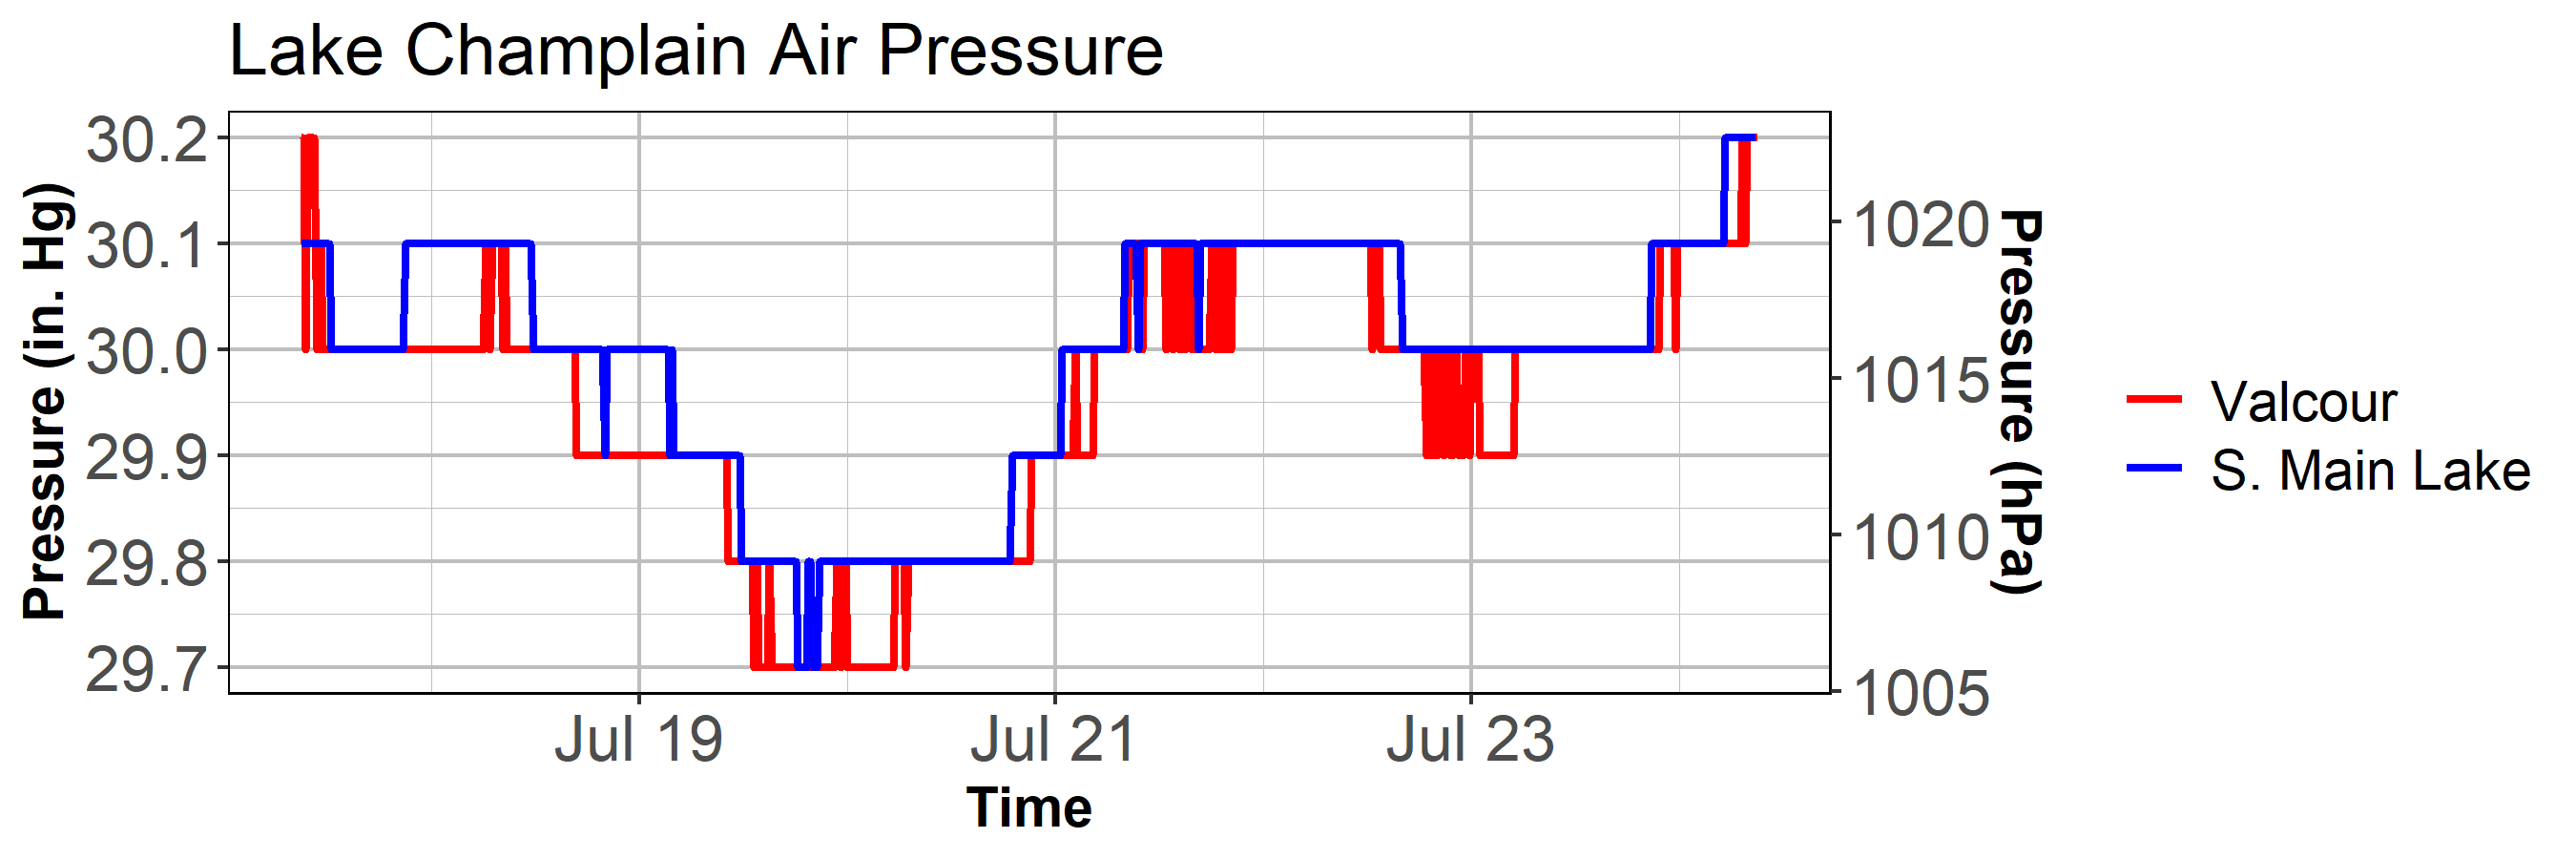 Lake Champlain Air Pressure
Pressure (in. Hg)
30.2
30.1
30.0
29.9
29.8
29.7
1020
1015
1010
1005
Pressure (hPa)
Jul 19
Jul 21
Jul 23
Time
Valcour
S. Main Lake